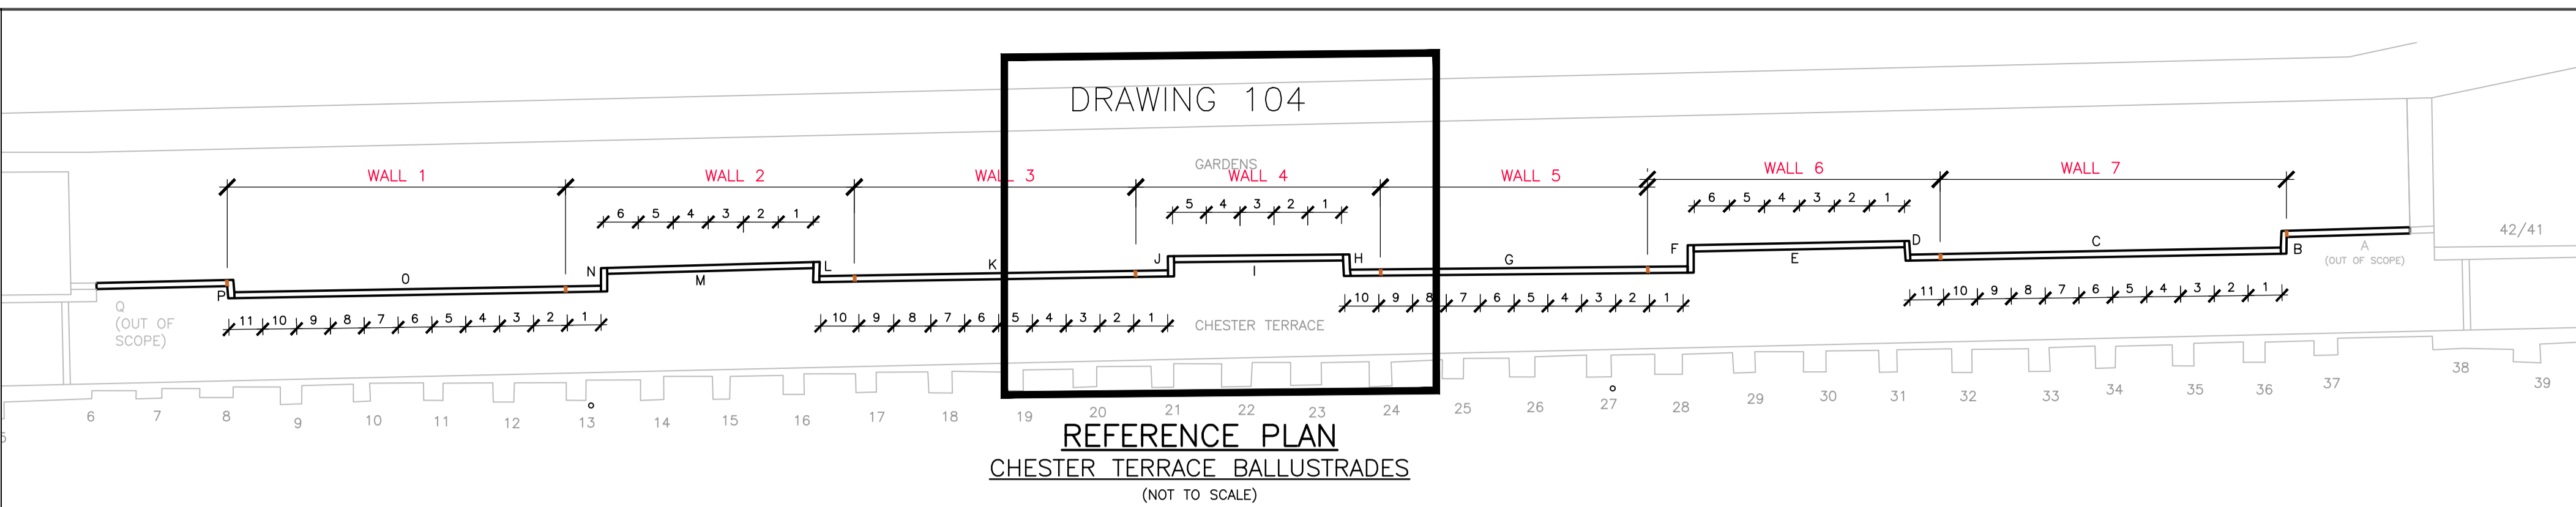 DRAWING 104
GARDENS
WALL 1
WALL 2
WALL 3
WALL 4
WALL 5
WALL 6
WALL 7
6 5 4 3 2 1
5 4 3 2 1
6 5 4 3 2 1
Q
(OUT OF
SCOPE)
P
O
N
M
L
K
J
I
H
G
F
E
D
C
B
A
(OUT OF SCOPE)
42/41
11 10 9 8 7 6 5 4 3 2 1
10 9 8 7 6 5 4 3 2 1
10 9 8 7 6 5 4 3 2 1
11 10 9 8 7 6 5 4 3 2 1
CHESTER TERRACE
6 7 8 9 10 11 12 13 14 15 16 17 18 19 20 21 22 23 24 25 26 27 28 29 30 31 32 33 34 35 36 37 38 39
REFERENCE PLAN
CHESTER TERRACE BALLUSTRADES
(NOT TO SCALE)